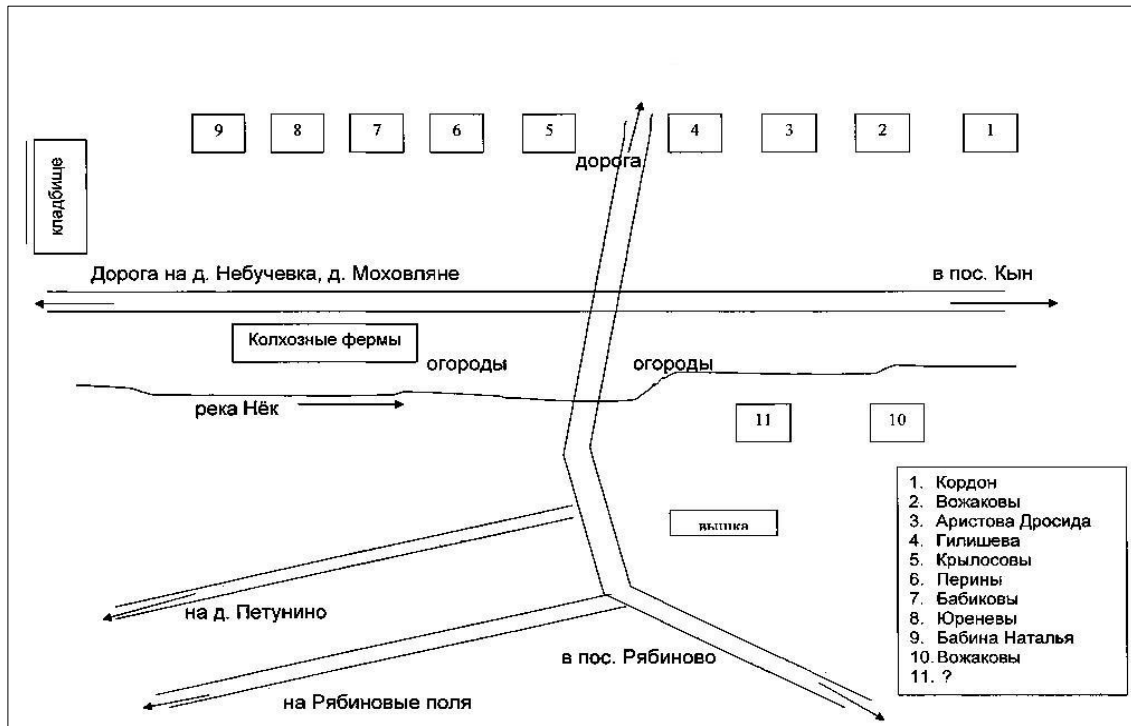 9 8 7 6 5 4 3 2 1
дорога
кладбище
Дорога на д. Небучевка, д. Моховляне
в пос. Кын
Колхозные фермы
огороды
огороды
река Нёк
11 10
вышка
на д. Петунино
в пос. Рябиново
на Рябиновые поля
1. Кордон
2. Вожаковы
3. Аристова Дросида
4. Гилишева
5. Крылосовы
6. Перины
7. Бабиковы
8. Юреневы
9. Бабина Наталья
10. Вожаковы
11. ?